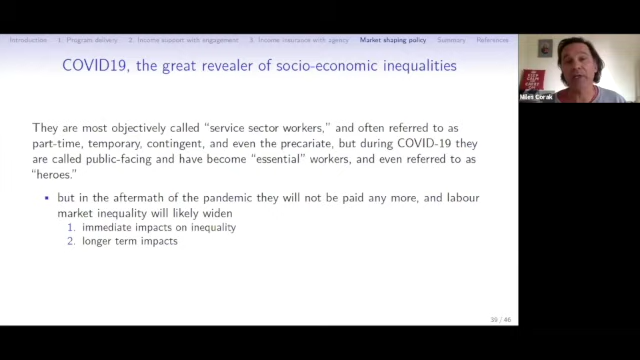 Introduction 1. Program delivery 2. Income support with engagement 3. Income insurance with agency Market shaping policy Summary References
COVID19, the great revealer of socio-economic inequalities
They are most objectively called “service sector workers,” and often referred to as
part-time, temporary, contingent, and even the precariate, but during COVID-19 they
are called public-facing and have become “essential” workers, and even referred to as
“heroes.”
but in the aftermath of the pandemic they will not be paid any more, and labour
market inequality will likely widen
1. immediate impacts on inequality
2. longer term impacts
39 / 46
Miles Corak